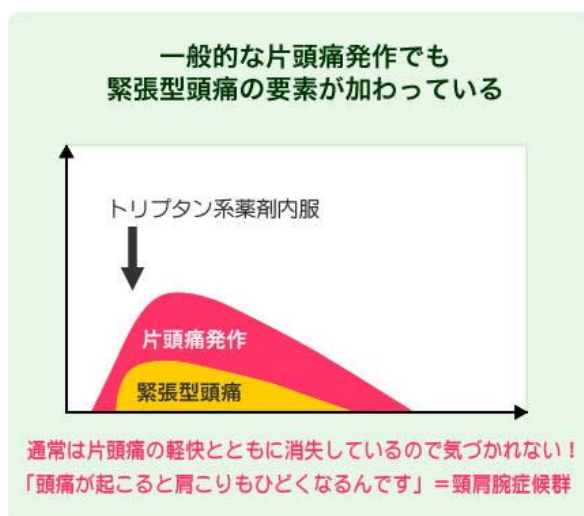 一般的な片頭痛発作でも
緊張型頭痛の要素が加わっている
トリプタン系薬剤内服
片頭痛発作
緊張型頭痛
通常は片頭痛の軽快とともに消失しているので気づかれない！
「頭痛が起こると肩こりもひどくなるんです」＝頸肩腕症候群